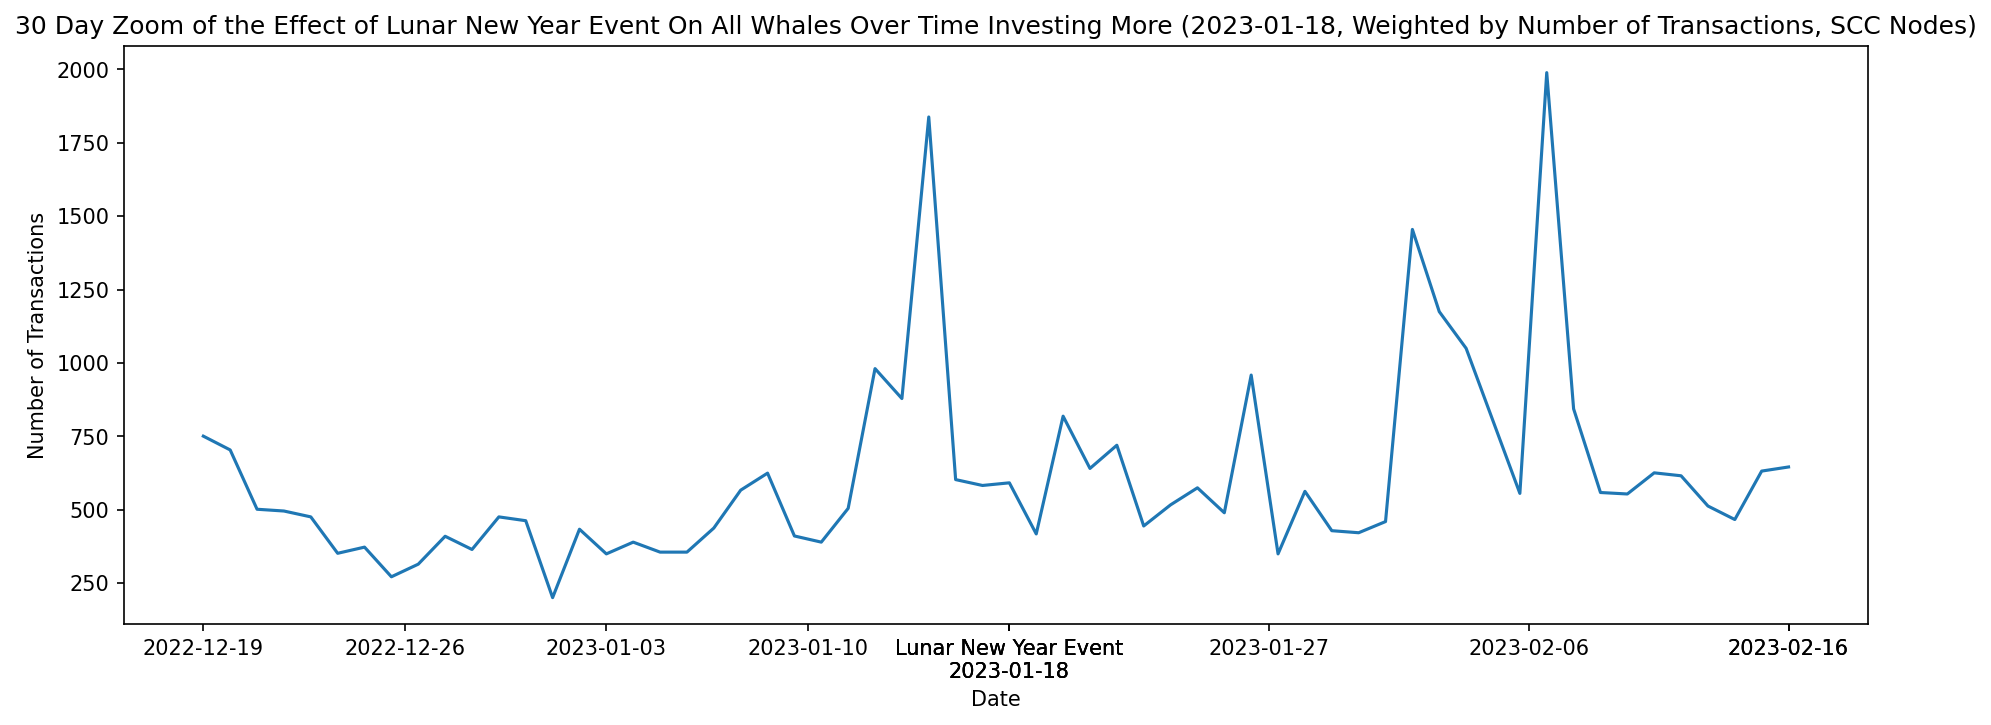 30 Day Zoom of the Effect of Lunar New Year Event On All Whales Over Time Investing More (2023-01-18, Weighted by Number of Transactions, SCC Nodes)
2000
1750
1500
1250
1000
750
500
250
Number of Transactions
2022-12-19 2022-12-26 2023-01-03 2023-01-10 Lunar New Year Event 2023-01-27 2023-02-06 2023-02-16
2023-01-18
Date